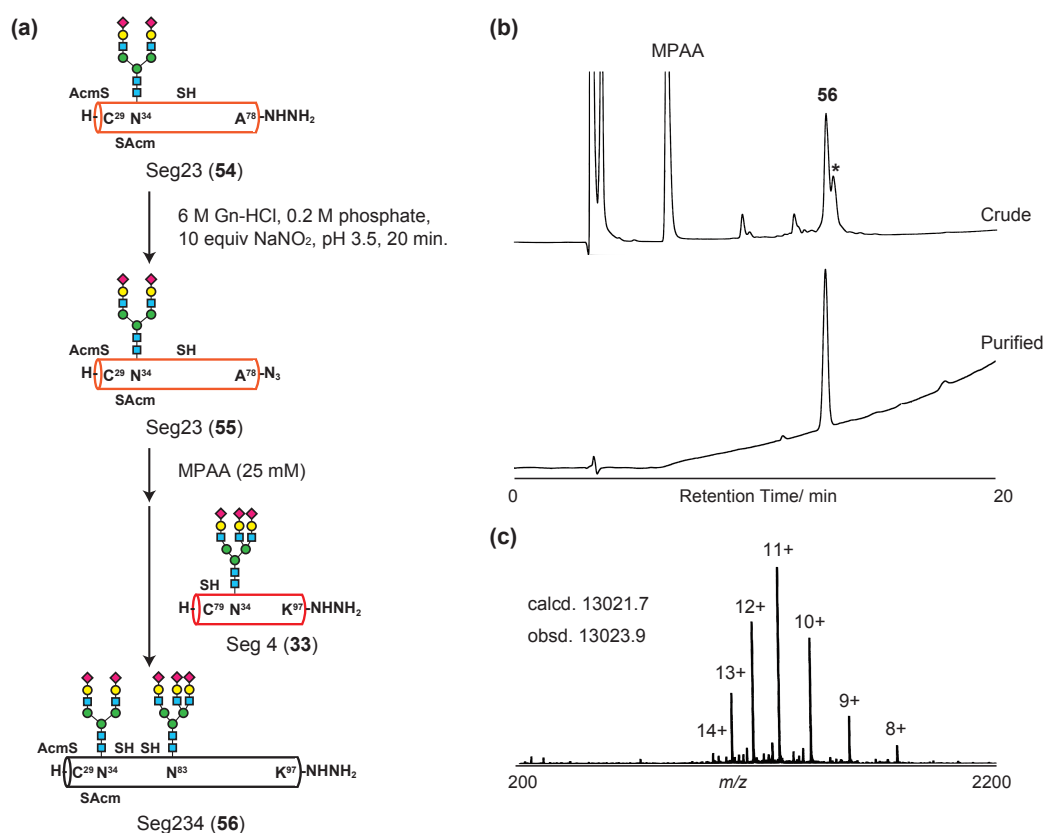 (a)
AcmS
SH
H-
C²⁹ N³⁴
A⁷⁸
-NHNH₂
SAcm
Seg23 (54)
6 M Gn-HCl, 0.2 M phosphate,
10 equiv NaNO₂, pH 3.5, 20 min.
AcmS
SH
H-
C²⁹ N³⁴
A⁷⁸
-N₃
SAcm
Seg23 (55)
MPAA (25 mM)
SH
H-
C⁷⁹ N³⁴
K⁹⁷
-NHNH₂
Seg 4 (33)
AcmS
SH SH
H-
C²⁹ N³⁴
N⁸³
K⁹⁷
-NHNH₂
SAcm
Seg234 (56)
(b)
MPAA
56
*
Crude
Purified
0
Retention Time/ min
20
(c)
calcd. 13021.7
obsd. 13023.9
14+
13+
12+
11+
10+
9+
8+
200
m/z
2200